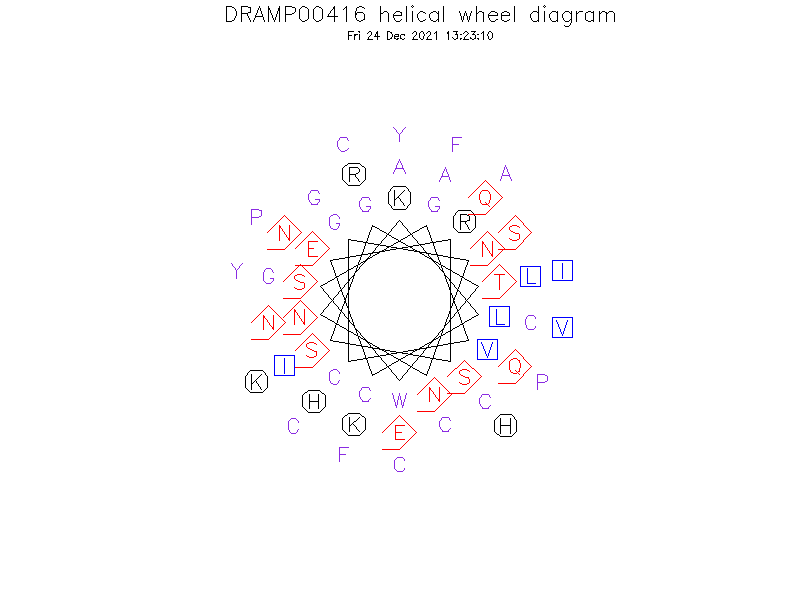 DRAMP00416 helical wheel diagram
Fri 24 Dec 2021 13:23:10
Y
C F
A
R A A
G K G Q
G
P G R S
N E N
Y G S T L I
N N L C V
S V
I S Q
K C P
H C W N C
C K E C H
F C